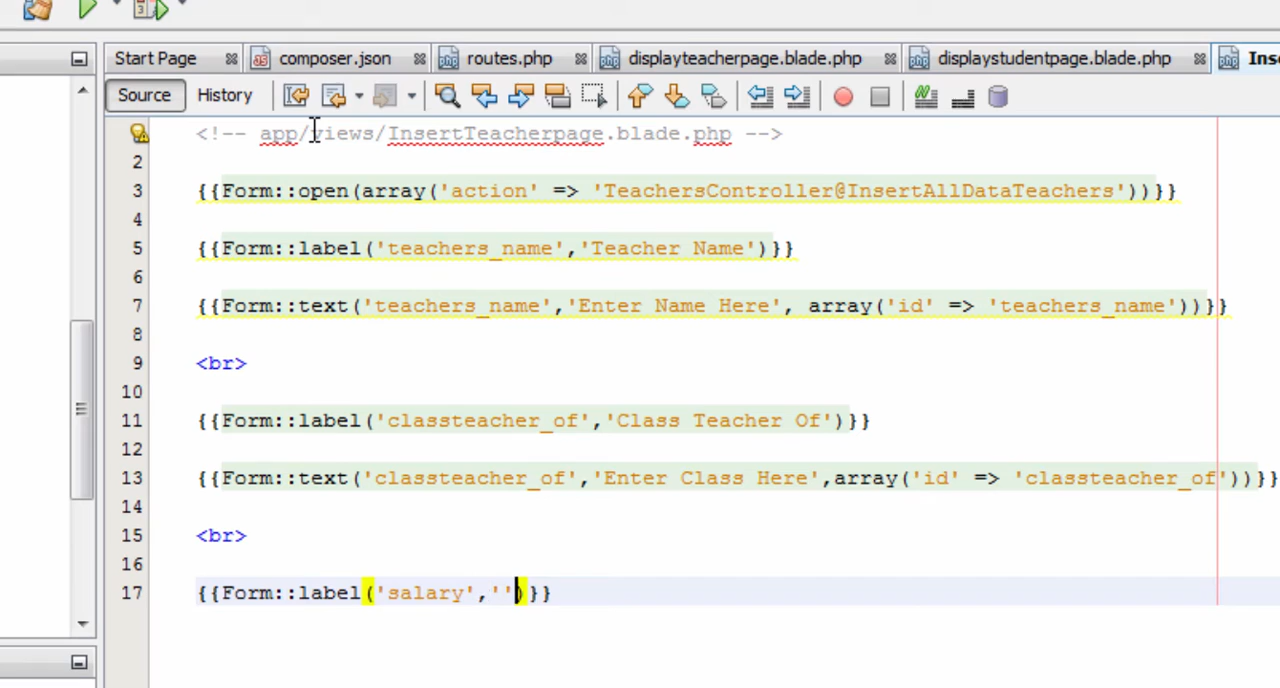 3
Start Page composer.json routes.php displayteacherpage.blade.php displaystudentpage.blade.php
Source History
<!-- app/views/InsertTeacherpage.blade.php -->
2
3 {{Form::open(array('action' => 'TeachersController@InsertAllDataTeachers'))}}
4
5 {{Form::label('teachers_name','Teacher Name')}}
6
7 {{Form::text('teachers_name','Enter Name Here', array('id' => 'teachers_name'))}}
8
9 <br>
10
11 {{Form::label('classteacher_of','Class Teacher Of')}}
12
13 {{Form::text('classteacher_of','Enter Class Here',array('id' => 'classteacher_of'))}}
14
15 <br>
16
17 {{Form::label('salary','')}}